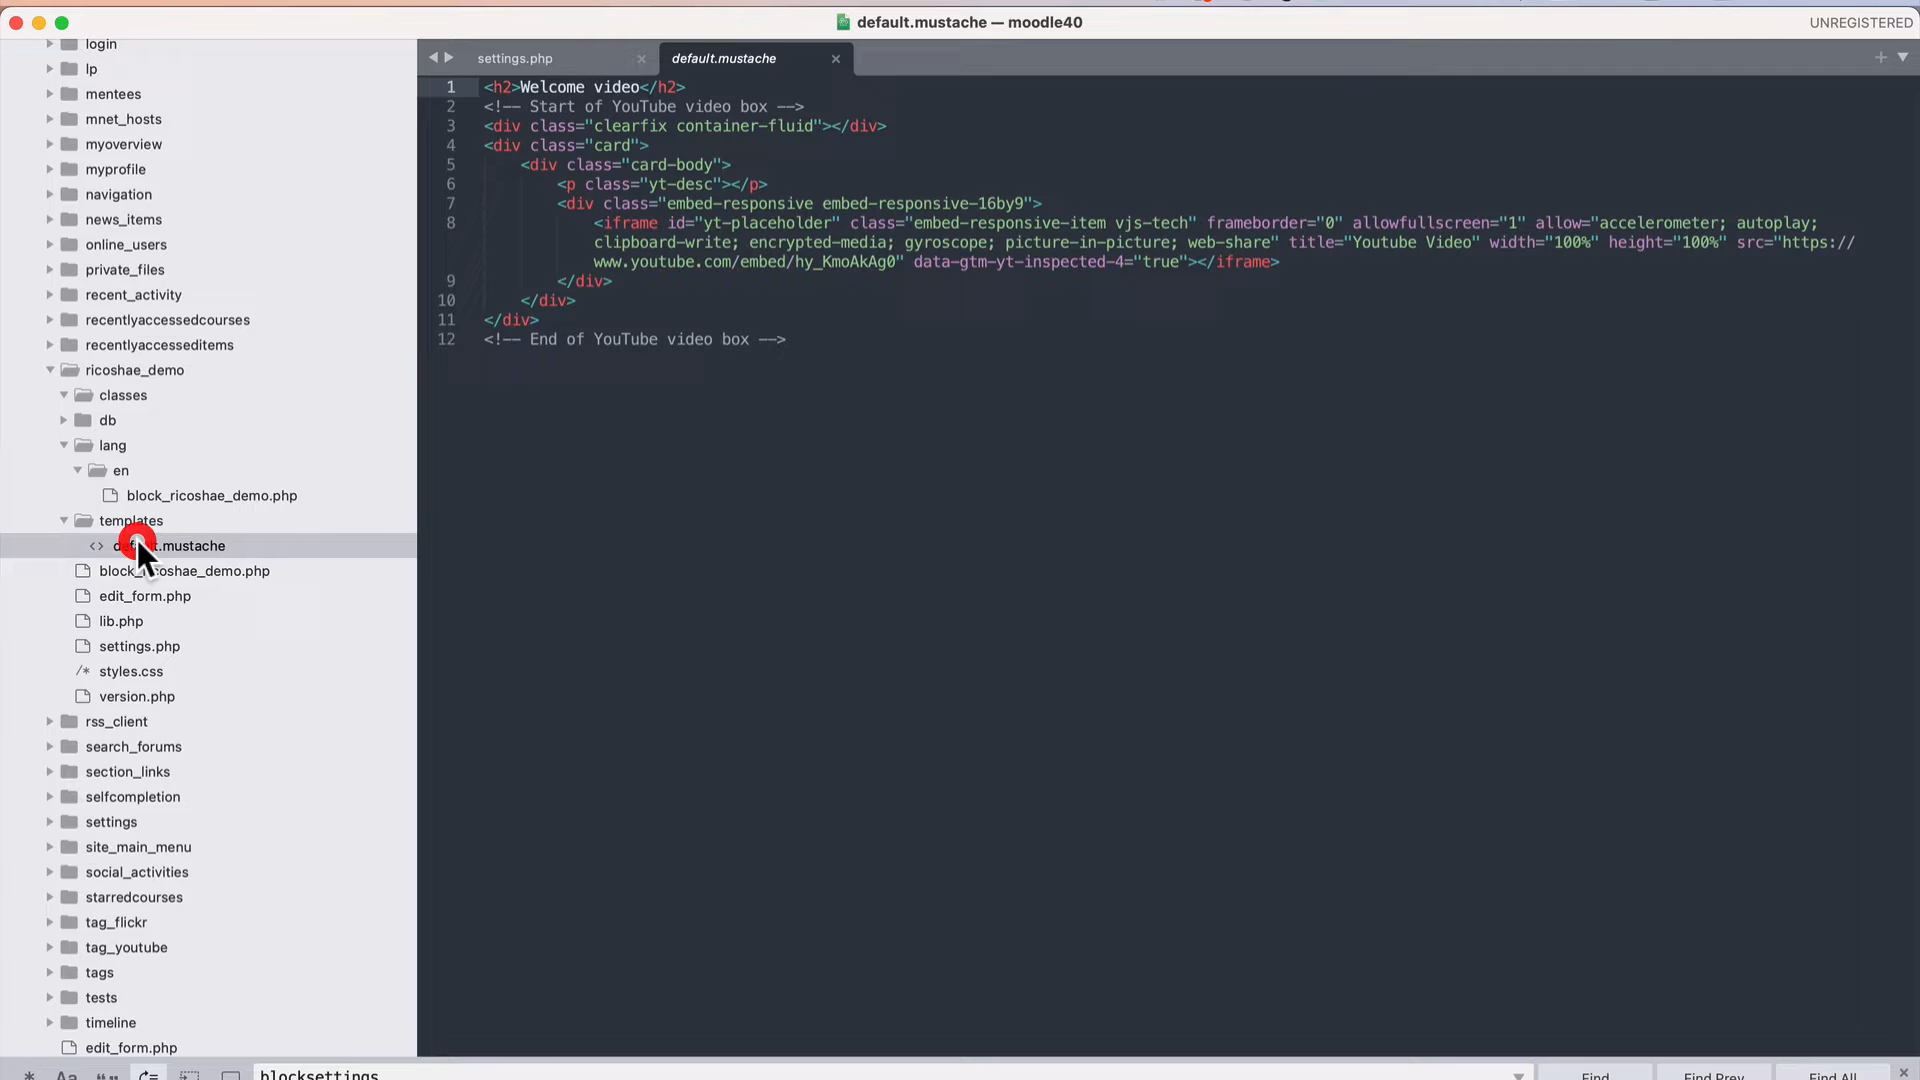 default.mustache — moodle40
UNREGISTERED
login
lp
mentees
mnet_hosts
myoverview
myprofile
navigation
news_items
online_users
private_files
recent_activity
recentlyaccessedcourses
recentlyaccesseditems
ricoshae_demo
classes
db
lang
en
block_ricoshae_demo.php
templates
default.mustache
block_ricoshae_demo.php
edit_form.php
lib.php
settings.php
/* styles.css
version.php
rss_client
search_forums
section_links
selfcompletion
settings
site_main_menu
social_activities
starredcourses
tag_flickr
tag_youtube
tags
tests
timeline
edit_form.php
settings.php
default.mustache
1 <h2>Welcome video</h2>
2 <!-- Start of YouTube video box -->
3 <div class="clearfix container-fluid"></div>
4 <div class="card">
5 <div class="card-body">
6 <p class="yt-desc"></p>
7 <div class="embed-responsive embed-responsive-16by9">
8 <iframe id="yt-placeholder" class="embed-responsive-item vjs-tech" frameborder="0" allowfullscreen="1" allow="accelerometer; autoplay;
clipboard-write; encrypted-media; gyroscope; picture-in-picture; web-share" title="Youtube Video" width="100%" height="100%" src="https://
www.youtube.com/embed/hy_KmoAkAg0" data-gtm-yt-inspected-4="true"></iframe>
9 </div>
10 </div>
11 </div>
12 <!-- End of YouTube video box -->
.* Aa "" blocksettings Find Find Prev Find All